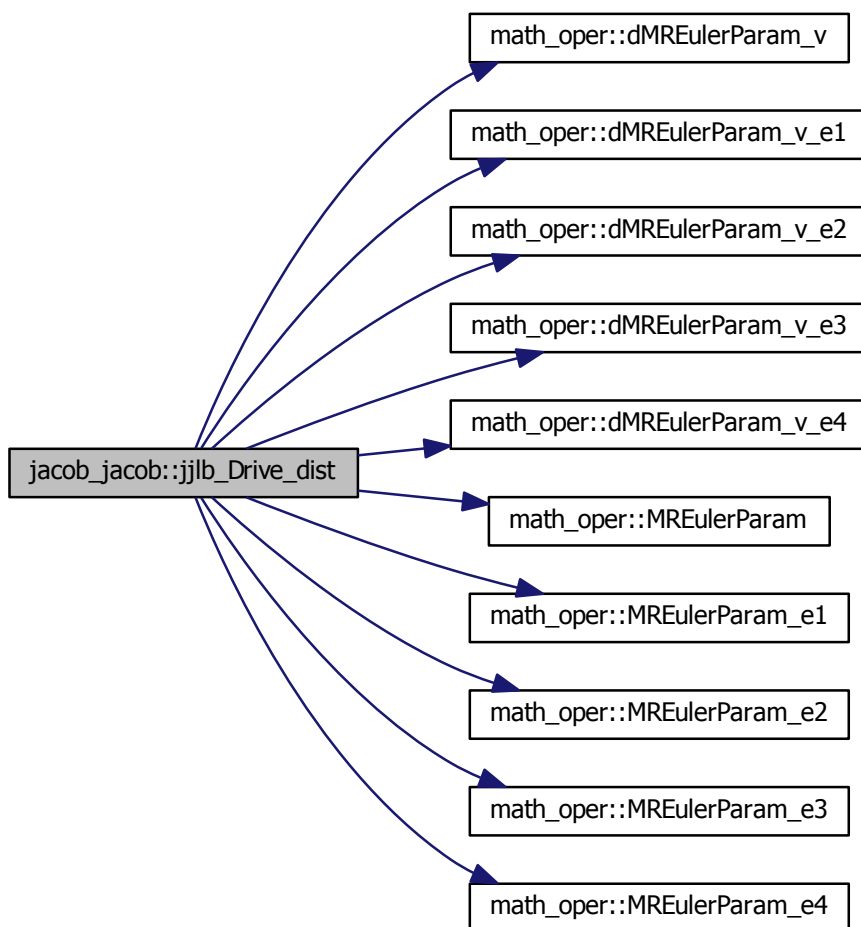 math_oper::dMREulerParam_v
math_oper::dMREulerParam_v_e1
math_oper::dMREulerParam_v_e2
math_oper::dMREulerParam_v_e3
math_oper::dMREulerParam_v_e4
jacob_jacob::jjlb_Drive_dist
math_oper::MREulerParam
math_oper::MREulerParam_e1
math_oper::MREulerParam_e2
math_oper::MREulerParam_e3
math_oper::MREulerParam_e4